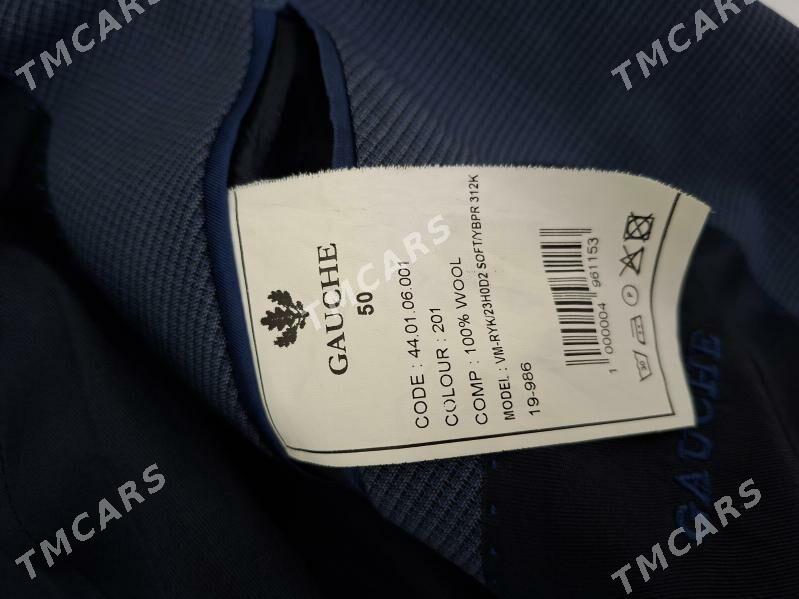 GAUCHE
50
CODE : 44.01.06.001
COLOUR : 201
COMP : 100% WOOL
MODEL : VM-RYK/23H0D2 SOFT/YBPR 312K
19-986
1 000004 961153
30
P
GAUCHE
TMCARS
TMCARS
TMCARS
TMCARS
TMCARS